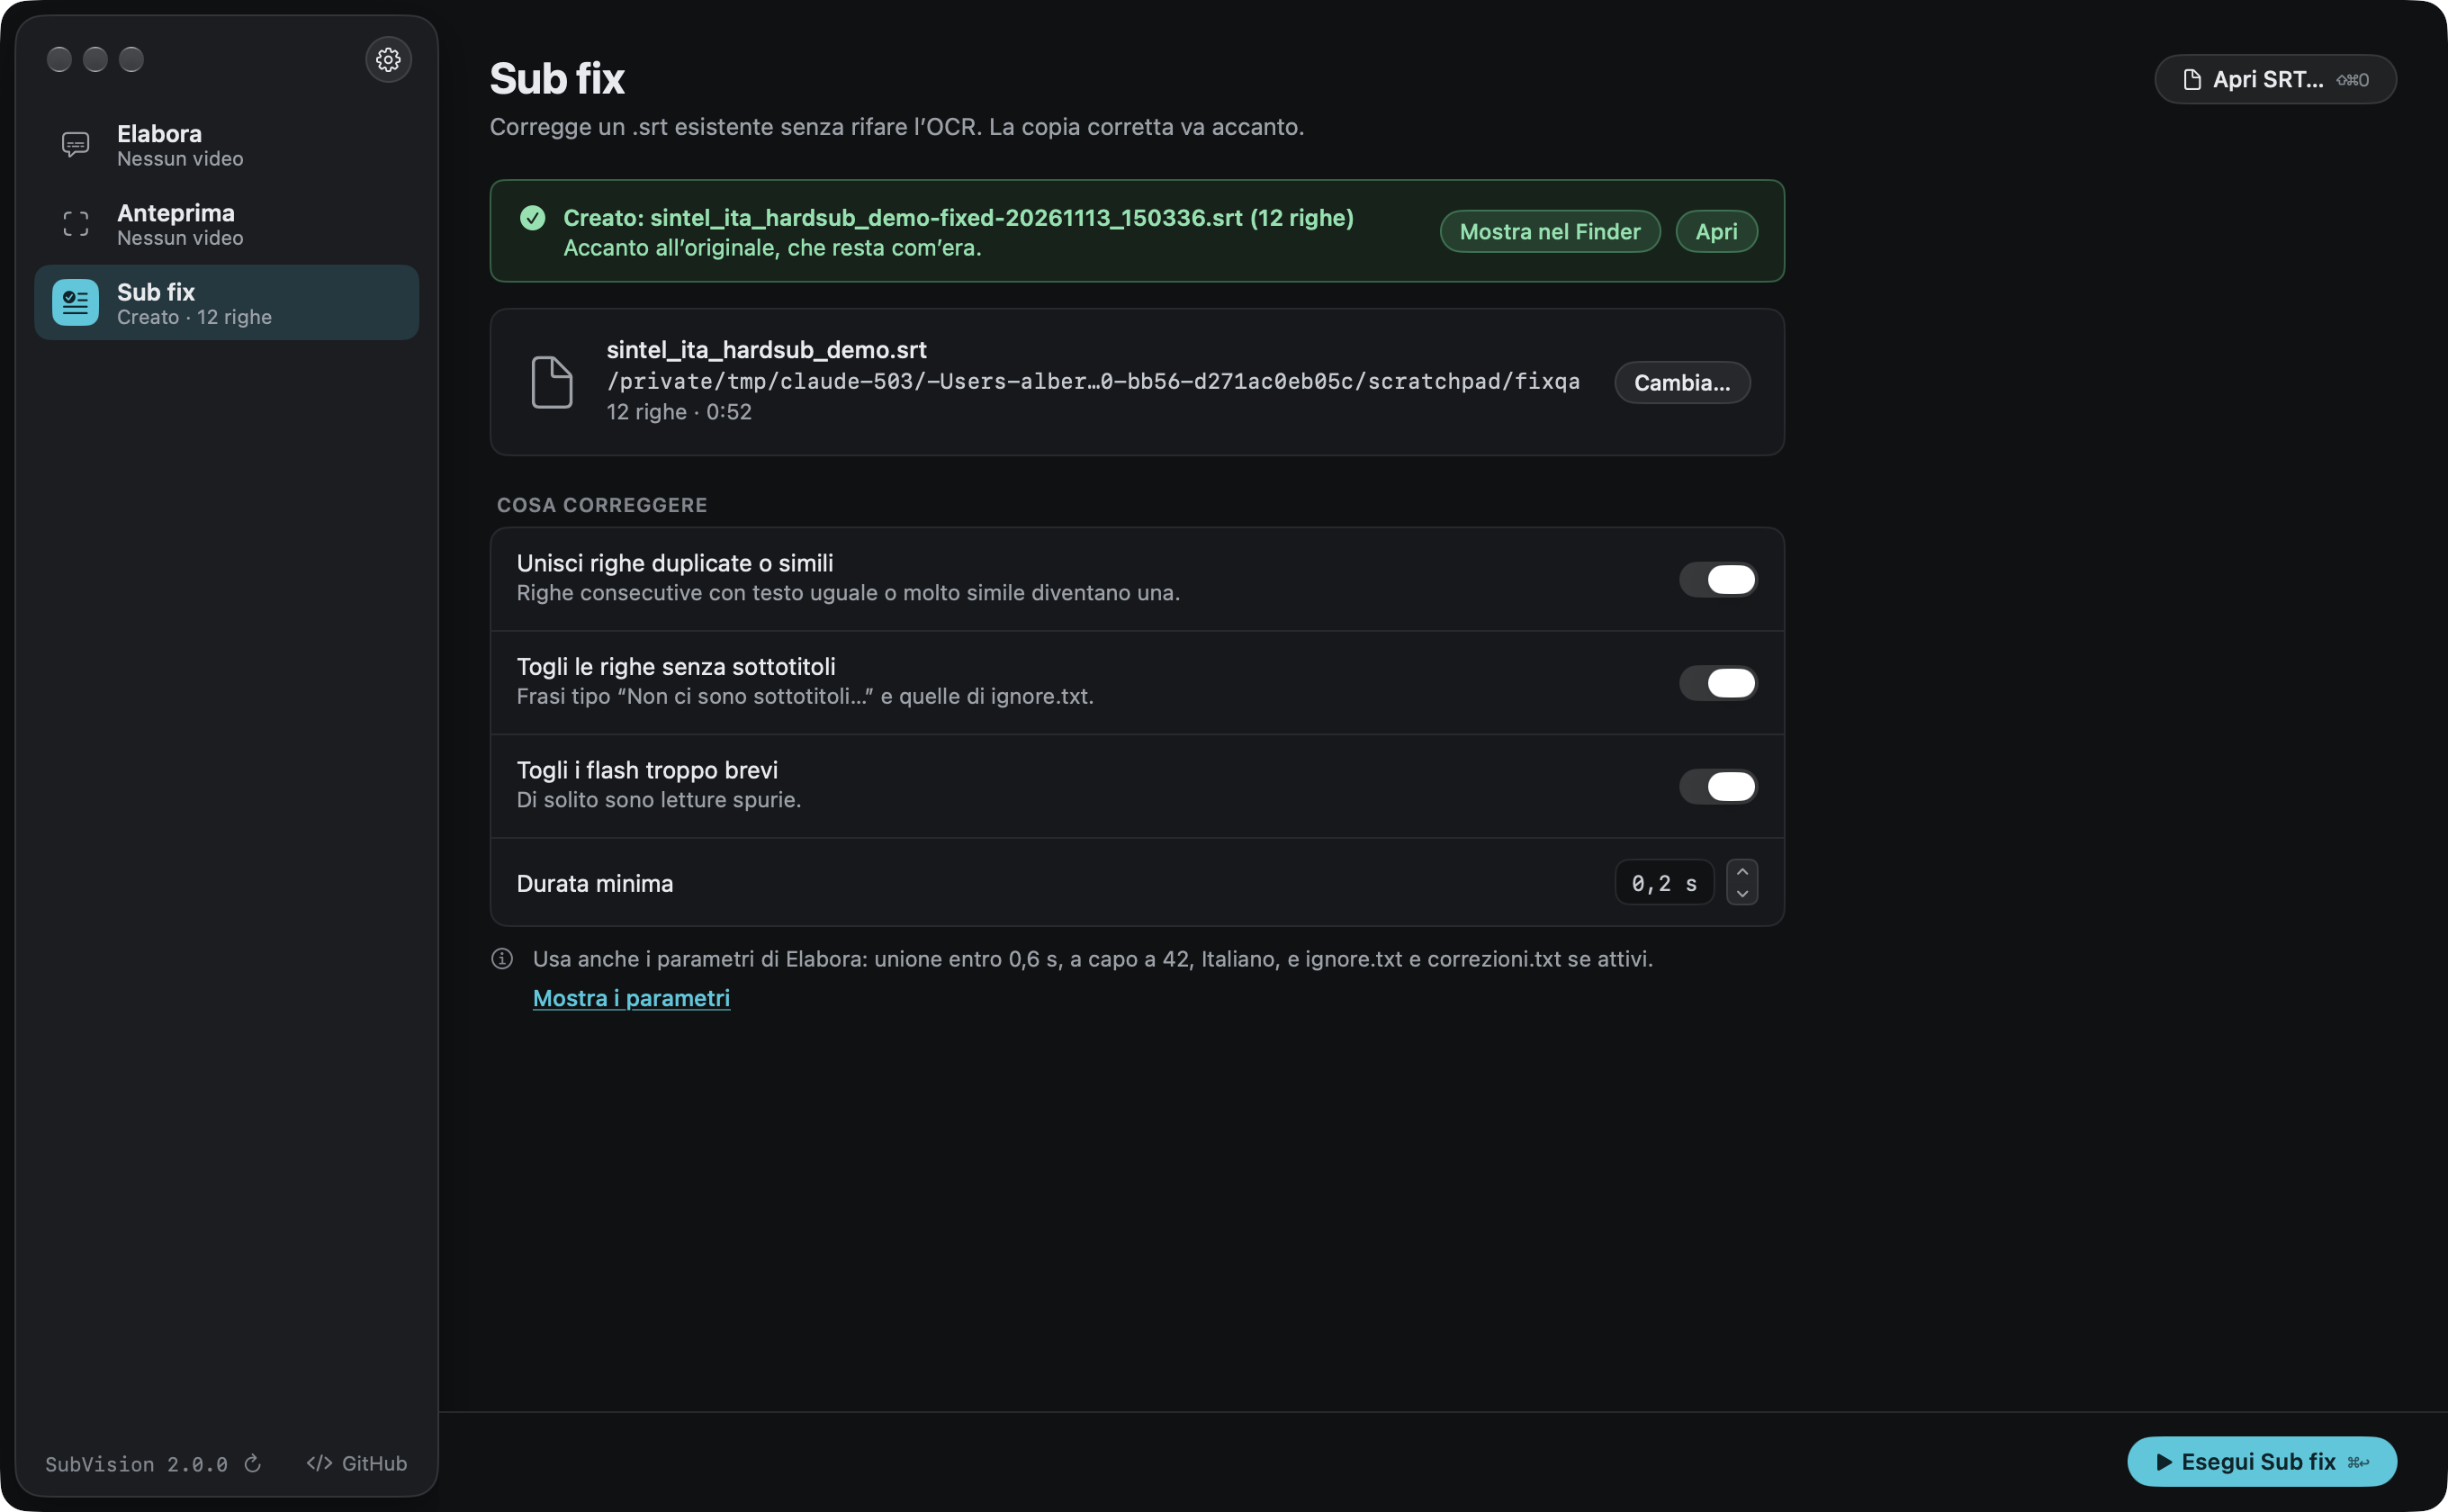 Elabora
Nessun video
Anteprima
Nessun video
Sub fix
Creato · 12 righe
SubVision 2.0.0
</> GitHub
Sub fix
Corregge un .srt esistente senza rifare l’OCR. La copia corretta va accanto.
Apri SRT... ⇧⌘O
Creato: sintel_ita_hardsub_demo-fixed-20261113_150336.srt (12 righe)
Accanto all’originale, che resta com’era.
Mostra nel Finder
Apri
sintel_ita_hardsub_demo.srt
/private/tmp/claude-503/-Users-alber…0-bb56-d271ac0eb05c/scratchpad/fixqa
12 righe · 0:52
Cambia...
COSA CORREGGERE
Unisci righe duplicate o simili
Righe consecutive con testo uguale o molto simile diventano una.
Togli le righe senza sottotitoli
Frasi tipo “Non ci sono sottotitoli...” e quelle di ignore.txt.
Togli i flash troppo brevi
Di solito sono letture spurie.
Durata minima
0,2 s
Usa anche i parametri di Elabora: unione entro 0,6 s, a capo a 42, Italiano, e ignore.txt e correzioni.txt se attivi.
Mostra i parametri
Esegui Sub fix ⌘↩